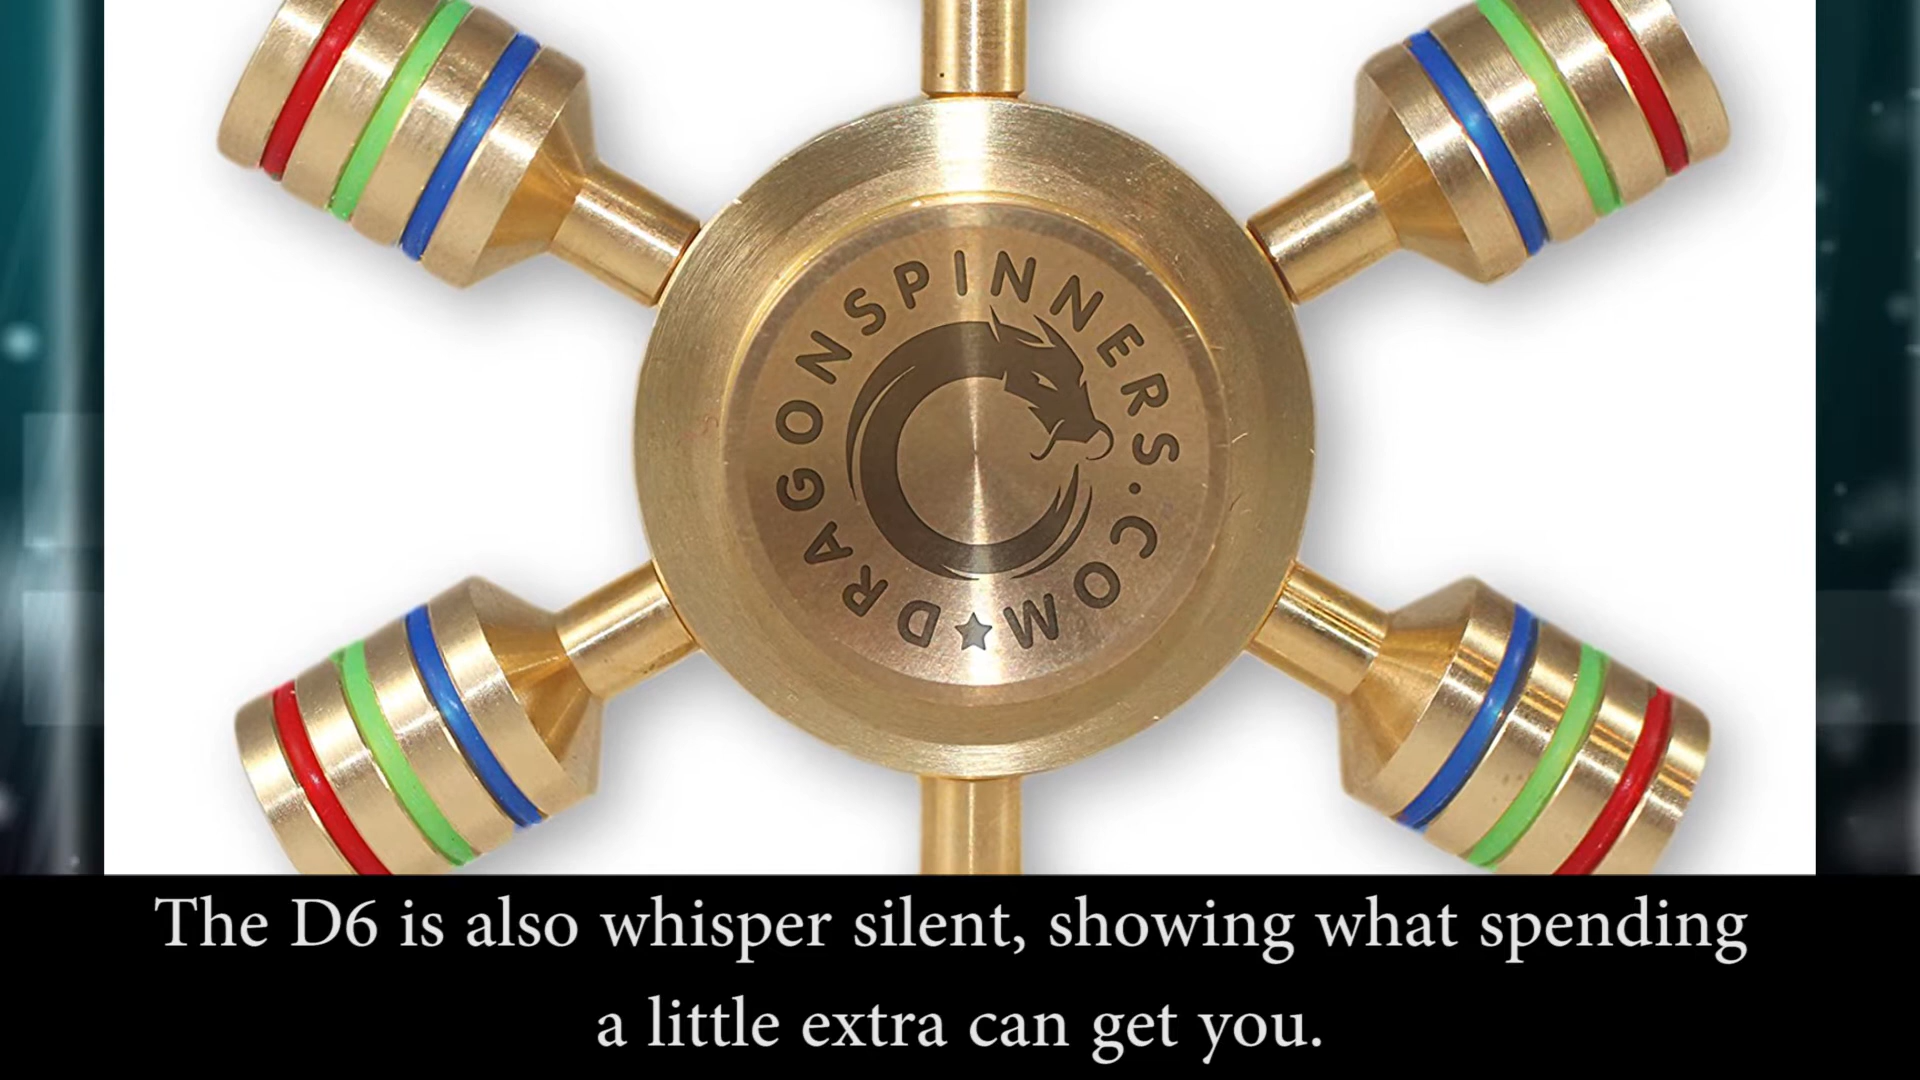 DRAGONSPINNERS.COM
The D6 is also whisper silent, showing what spending
a little extra can get you.